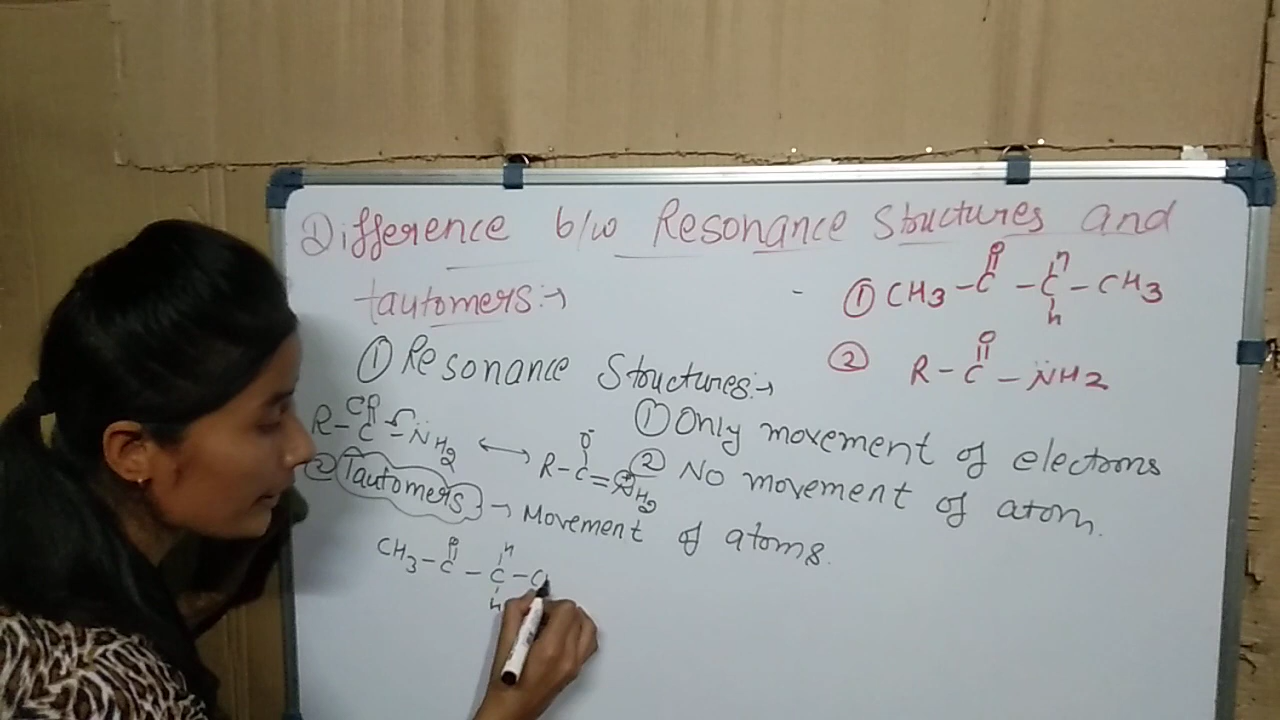 Difference b/w Resonance Structures and
tautomers:→
① CH3 - C - C - CH3
O H
H
② R - C - NH2
O
① Resonance Structures:→
① Only movement of electrons
② No movement of atom.
R - C - NH2 ↔ R - C = NH2
O O-
+
② Tautomers → Movement of atoms.
CH3 - C - C - C
O H
H